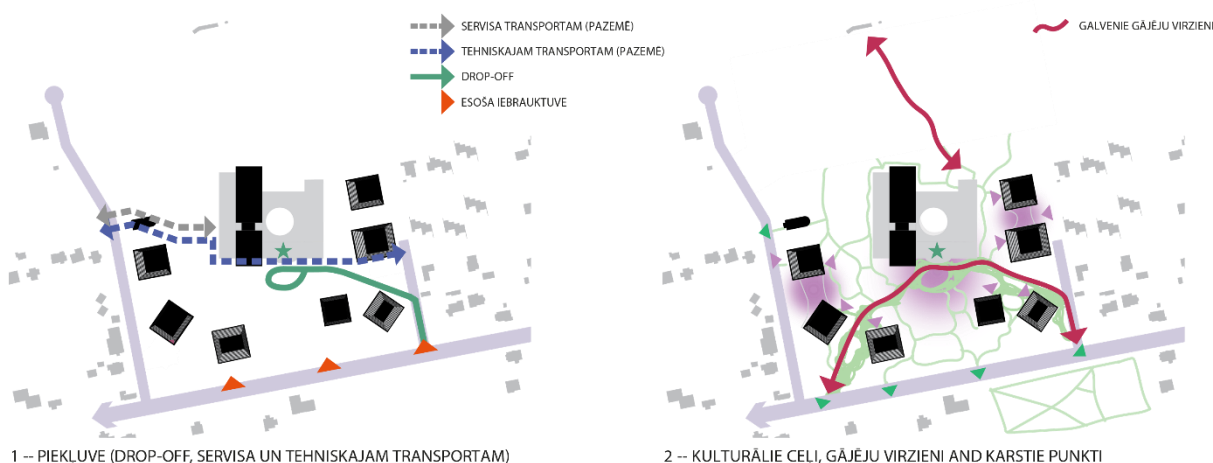 SERVISA TRANSPORTAM (PAZEMĒ)
TEHNISKAJAM TRANSPORTAM (PAZEMĒ)
DROP-OFF
ESOŠA IEBRAUKTUVE
GALVENIE GĀJĒJU VIRZIENI
1 -- PIEKĻUVE (DROP-OFF, SERVISA UN TEHNISKAJAM TRANSPORTAM)
2 -- KULTURĀLIE CEĻI, GĀJĒJU VIRZIENI AND KARSTIE PUNKTI